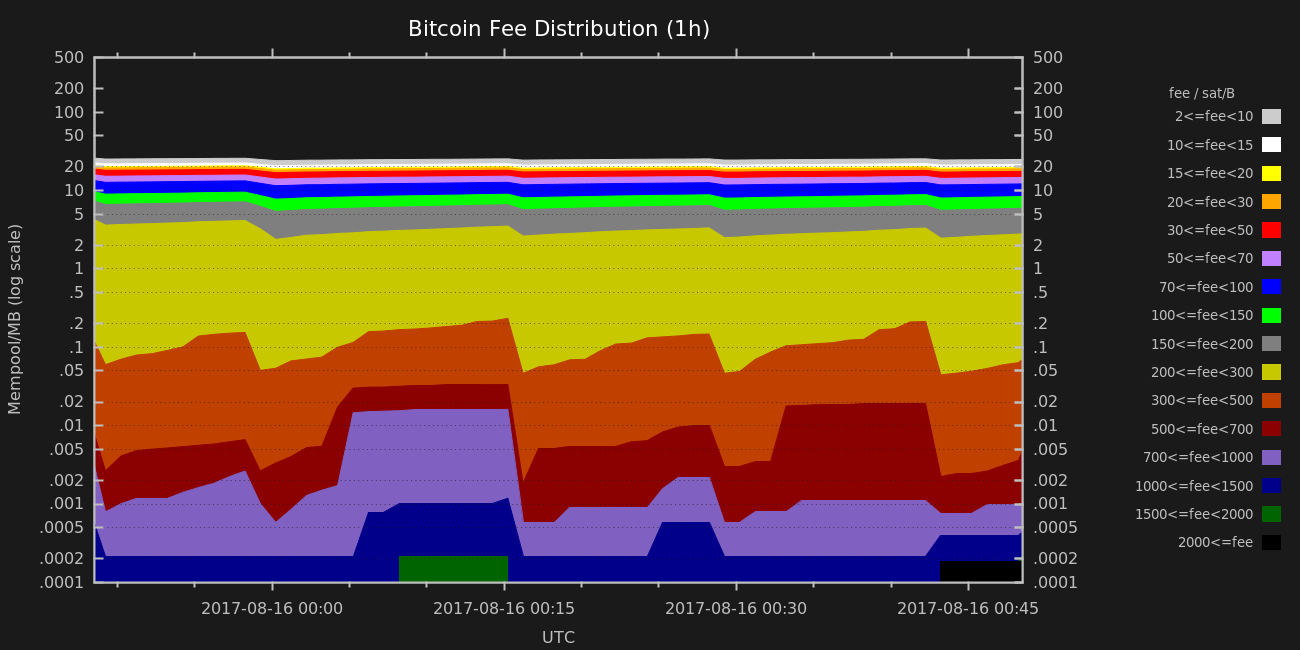 Bitcoin Fee Distribution (1h)
500 500
200 200
100 100
50 50
20 20
10 10
5 5
2 2
1 1
.5 .5
.2 .2
.1 .1
.05 .05
.02 .02
.01 .01
.005 .005
.002 .002
.001 .001
.0005 .0005
.0002 .0002
.0001 .0001
Mempool/MB (log scale)
2017-08-16 00:00 2017-08-16 00:15 2017-08-16 00:30 2017-08-16 00:45
UTC
fee / sat/B
2<=fee<10
10<=fee<15
15<=fee<20
20<=fee<30
30<=fee<50
50<=fee<70
70<=fee<100
100<=fee<150
150<=fee<200
200<=fee<300
300<=fee<500
500<=fee<700
700<=fee<1000
1000<=fee<1500
1500<=fee<2000
2000<=fee